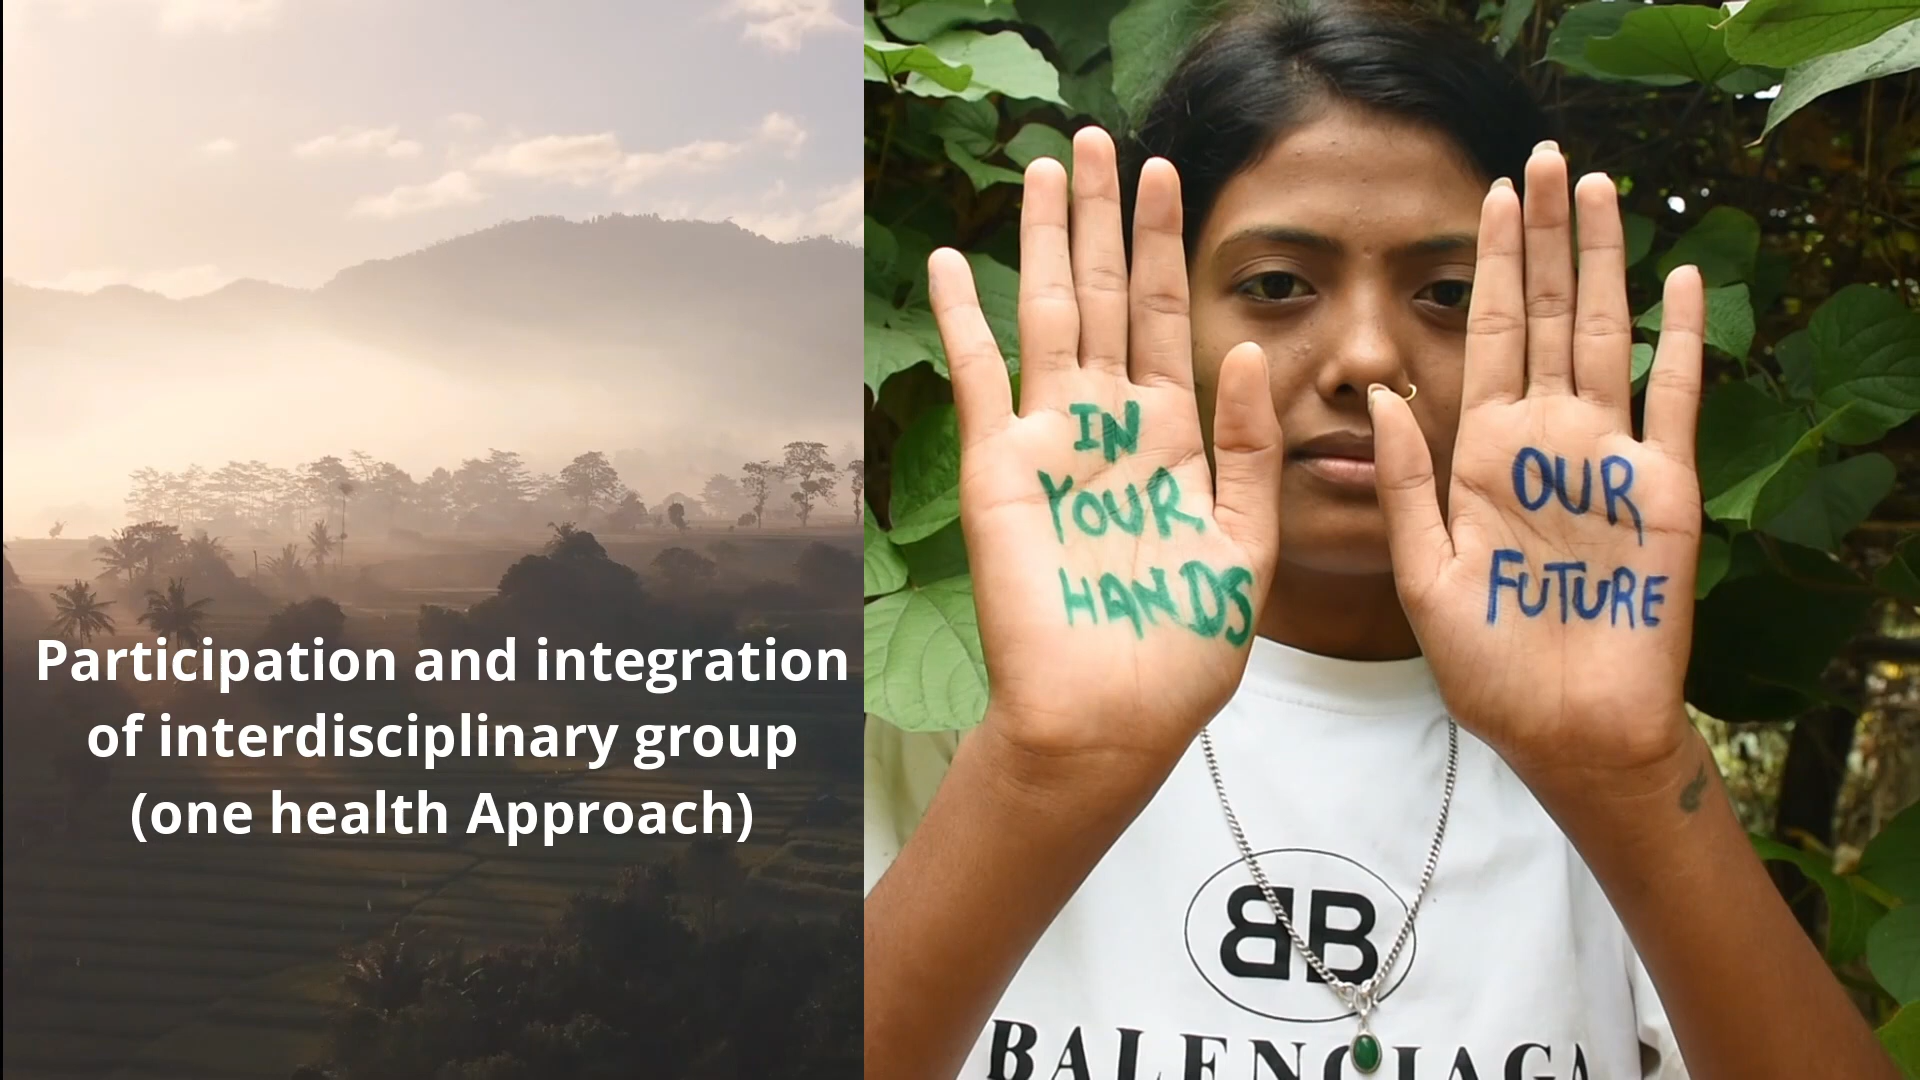 Participation and integration
of interdisciplinary group
(one health Approach)
IN
YOUR
HANDS
OUR
FUTURE
BB
BALENCIAGA